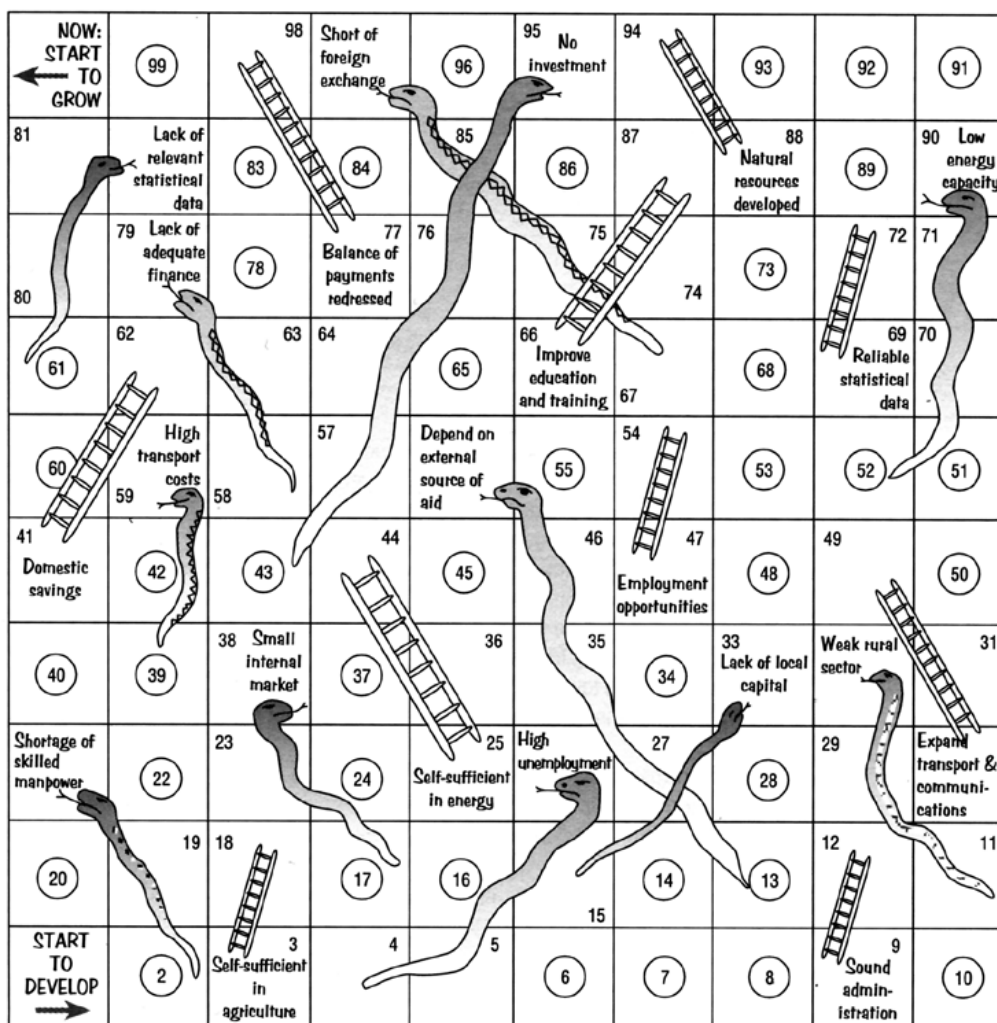 NOW:
START
TO
GROW
99
98
Short of
foreign
exchange
96
95
No
investment
94
93
92
91
81
Lack of
relevant
statistical
data
83
84
85
86
87
88
Natural
resources
developed
89
90
Low
energy
capacity
80
79
Lack of
adequate
finance
78
77
Balance of
payments
redressed
76
75
74
73
72
71
61
62
63
64
65
66
Improve
education
and training
67
68
69
Reliable
statistical
data
70
60
59
High
transport
costs
58
57
Depend on
external
source of
aid
55
54
53
52
51
41
Domestic
savings
42
43
44
45
46
47
Employment
opportunities
48
49
50
40
39
38
Small
internal
market
37
36
35
34
33
Lack of local
capital
Weak rural
sector
31
Shortage of
skilled
manpower
22
23
24
25
Self-sufficient
in energy
High
unemployment
27
28
29
Expand
transport &
communi-
cations
20
19
18
17
16
15
14
13
12
11
START
TO
DEVELOP
2
3
Self-sufficient
in
agriculture
4
5
6
7
8
9
Sound
admin-
istration
10